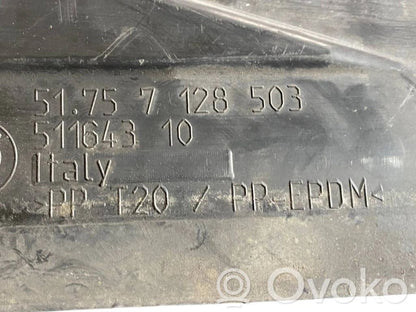 51.75 7 128 503
511643 10
Italy
>PP-T20 / PP-EPDM<
OVOKO